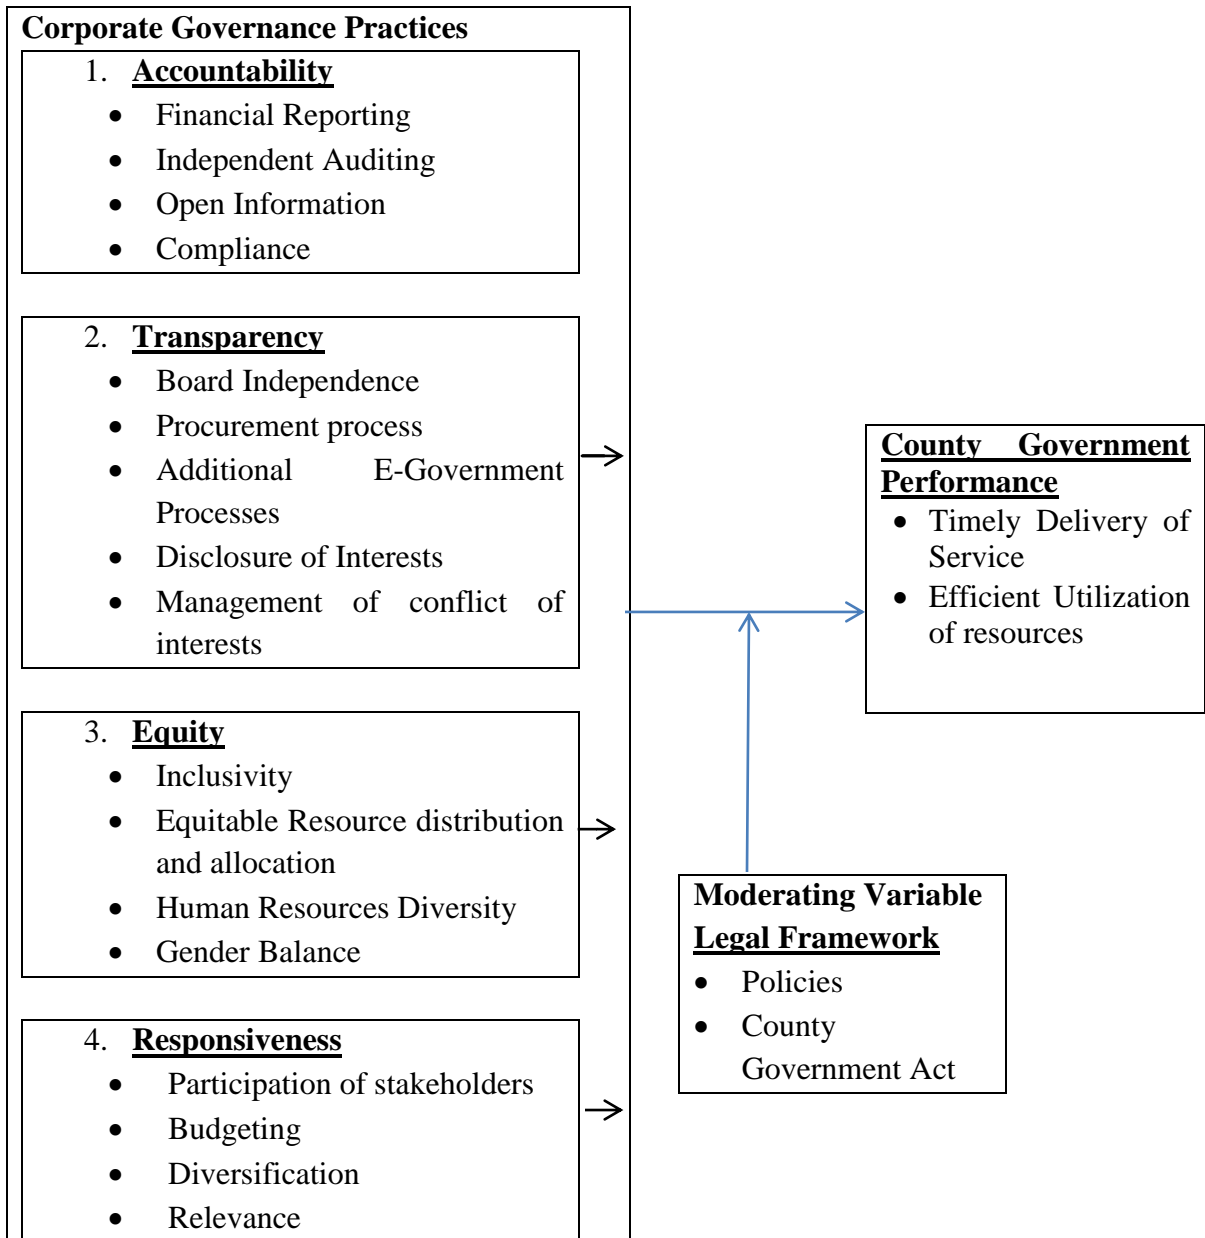 Corporate Governance Practices
1. Accountability
• Financial Reporting
• Independent Auditing
• Open Information
• Compliance
2. Transparency
• Board Independence
• Procurement process
• Additional E-Government
Processes
• Disclosure of Interests
• Management of conflict of
interests
3. Equity
• Inclusivity
• Equitable Resource distribution
and allocation
• Human Resources Diversity
• Gender Balance
4. Responsiveness
• Participation of stakeholders
• Budgeting
• Diversification
• Relevance
County Government
Performance
• Timely Delivery of
Service
• Efficient Utilization
of resources
Moderating Variable
Legal Framework
• Policies
• County
Government Act